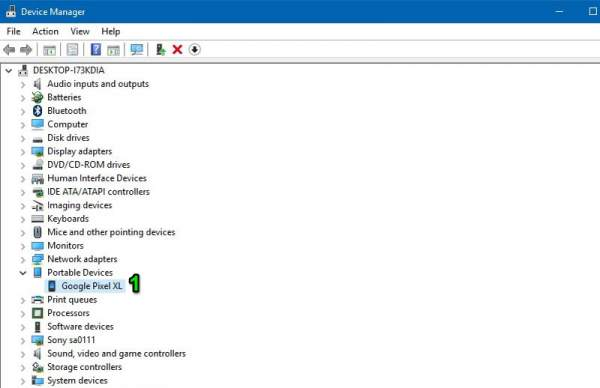 Device Manager
File Action View Help
DESKTOP-I73KDIA
Audio inputs and outputs
Batteries
Bluetooth
Computer
Disk drives
Display adapters
DVD/CD-ROM drives
Human Interface Devices
IDE ATA/ATAPI controllers
Imaging devices
Keyboards
Mice and other pointing devices
Monitors
Network adapters
Portable Devices
Google Pixel XL 1
Print queues
Processors
Software devices
Sony sa0111
Sound, video and game controllers
Storage controllers
System devices